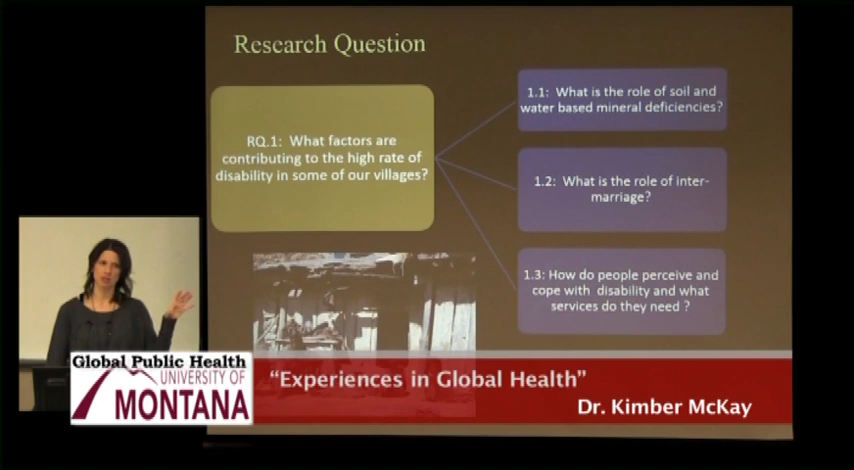 Research Question
RQ.1: What factors are
contributing to the high rate of
disability in some of our villages?
1.1: What is the role of soil and
water based mineral deficiencies?
1.2: What is the role of inter-
marriage?
1.3: How do people perceive and
cope with disability and what
services do they need ?
Global Public Health
UNIVERSITY OF
MONTANA
“Experiences in Global Health”
Dr. Kimber McKay